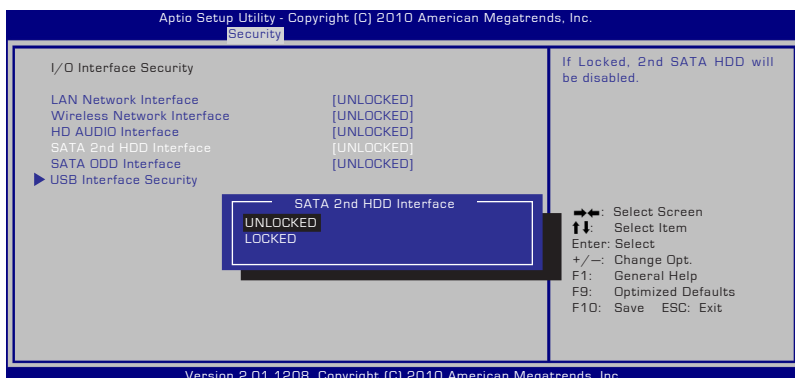 Aptio Setup Utility - Copyright (C) 2010 American Megatrends, Inc.
Security
I/O Interface Security
LAN Network Interface [UNLOCKED]
Wireless Network Interface [UNLOCKED]
HD AUDIO Interface [UNLOCKED]
SATA 2nd HDD Interface [UNLOCKED]
SATA ODD Interface [UNLOCKED]
USB Interface Security
SATA 2nd HDD Interface
UNLOCKED
LOCKED
If Locked, 2nd SATA HDD will
be disabled.
→←: Select Screen
↑↓: Select Item
Enter: Select
+/—: Change Opt.
F1: General Help
F9: Optimized Defaults
F10: Save ESC: Exit
Version 2.01.1208. Copyright (C) 2010 American Megatrends, Inc.